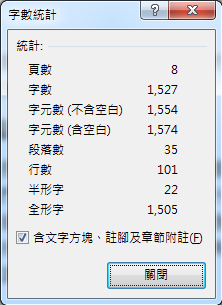 字數統計
統計:
頁數 8
字數 1,527
字元數 (不含空白) 1,554
字元數 (含空白) 1,574
段落數 35
行數 101
半形字 22
全形字 1,505
含文字方塊、註腳及章節附註(F)
關閉